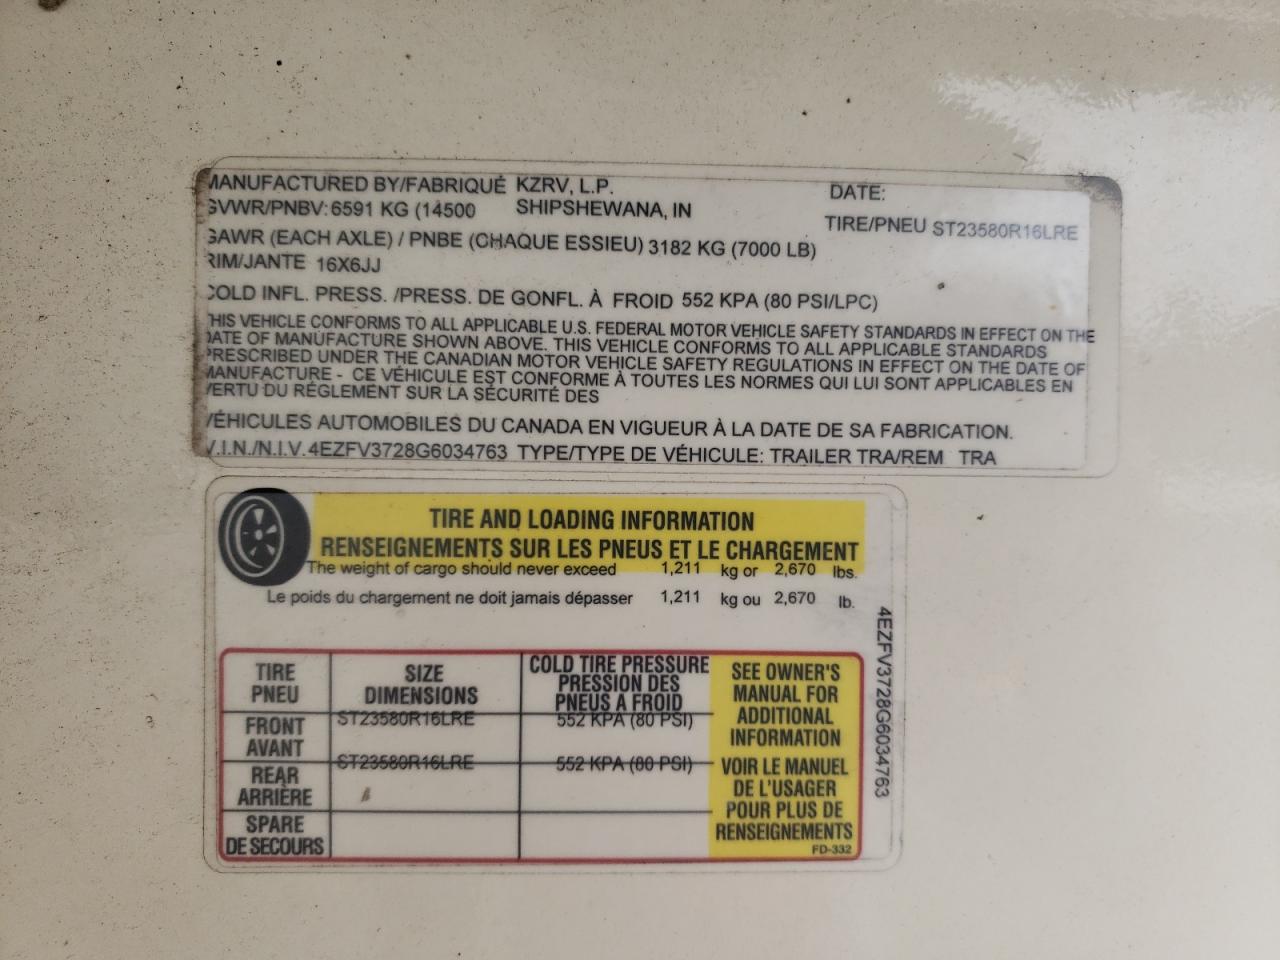 MANUFACTURED BY/FABRIQUÉ KZRV, L.P. DATE:
GVWR/PNBV: 6591 KG (14500 SHIPSHEWANA, IN TIRE/PNEU ST23580R16LRE
GAWR (EACH AXLE) / PNBE (CHAQUE ESSIEU) 3182 KG (7000 LB)
RIM/JANTE 16X6JJ
COLD INFL. PRESS. /PRESS. DE GONFL. À FROID 552 KPA (80 PSI/LPC)
THIS VEHICLE CONFORMS TO ALL APPLICABLE U.S. FEDERAL MOTOR VEHICLE SAFETY STANDARDS IN EFFECT ON THE
DATE OF MANUFACTURE SHOWN ABOVE. THIS VEHICLE CONFORMS TO ALL APPLICABLE STANDARDS
PRESCRIBED UNDER THE CANADIAN MOTOR VEHICLE SAFETY REGULATIONS IN EFFECT ON THE DATE OF
MANUFACTURE - CE VÉHICULE EST CONFORME À TOUTES LES NORMES QUI LUI SONT APPLICABLES EN
VERTU DU RÉGLEMENT SUR LA SÉCURITÉ DES
VÉHICULES AUTOMOBILES DU CANADA EN VIGUEUR À LA DATE DE SA FABRICATION.
V.I.N./N.I.V. 4EZFV3728G6034763 TYPE/TYPE DE VÉHICULE: TRAILER TRA/REM TRA
TIRE AND LOADING INFORMATION
RENSEIGNEMENTS SUR LES PNEUS ET LE CHARGEMENT
The weight of cargo should never exceed 1,211 kg or 2,670 lbs.
Le poids du chargement ne doit jamais dépasser 1,211 kg ou 2,670 lb.
TIRE
PNEU
SIZE
DIMENSIONS
COLD TIRE PRESSURE
PRESSION DES
PNEUS A FROID
FRONT
AVANT
ST23580R16LRE
552 KPA (80 PSI)
REAR
ARRIÈRE
ST23580R16LRE
552 KPA (80 PSI)
SPARE
DE SECOURS
SEE OWNER'S
MANUAL FOR
ADDITIONAL
INFORMATION
VOIR LE MANUEL
DE L'USAGER
POUR PLUS DE
RENSEIGNEMENTS
FD-332
4EZFV3728G6034763